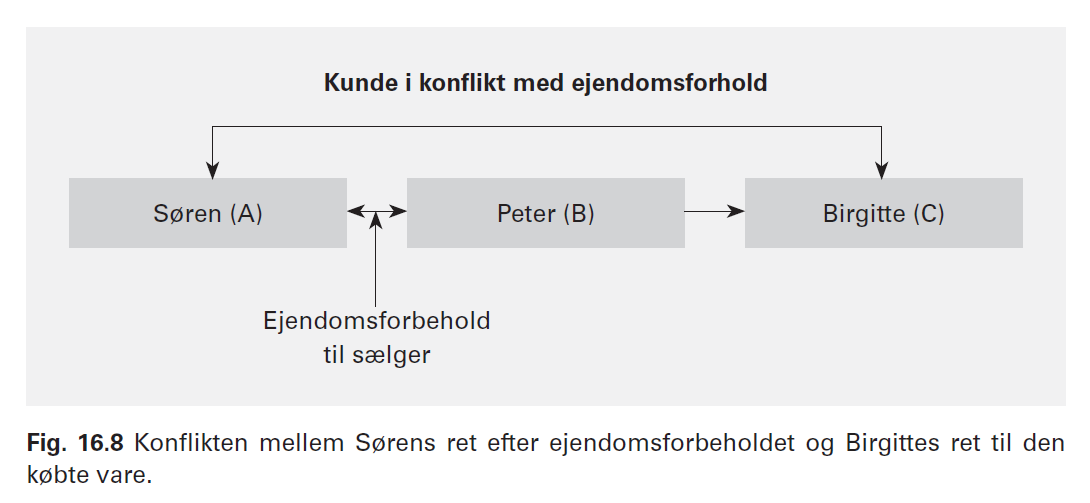 Kunde i konflikt med ejendomsforhold
Søren (A)
Peter (B)
Birgitte (C)
Ejendomsforbehold
til sælger
Fig. 16.8 Konflikten mellem Sørens ret efter ejendomsforbeholdet og Birgittes ret til den
købte vare.